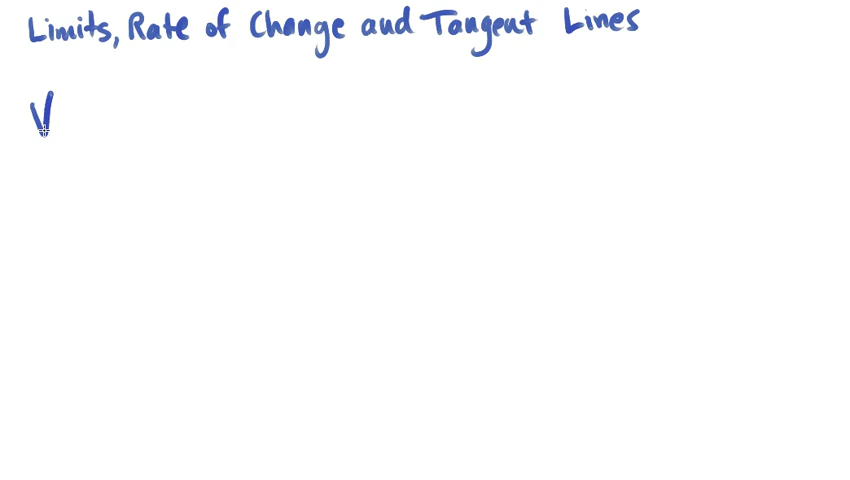 Limits, Rate of Change and Tangent Lines
V